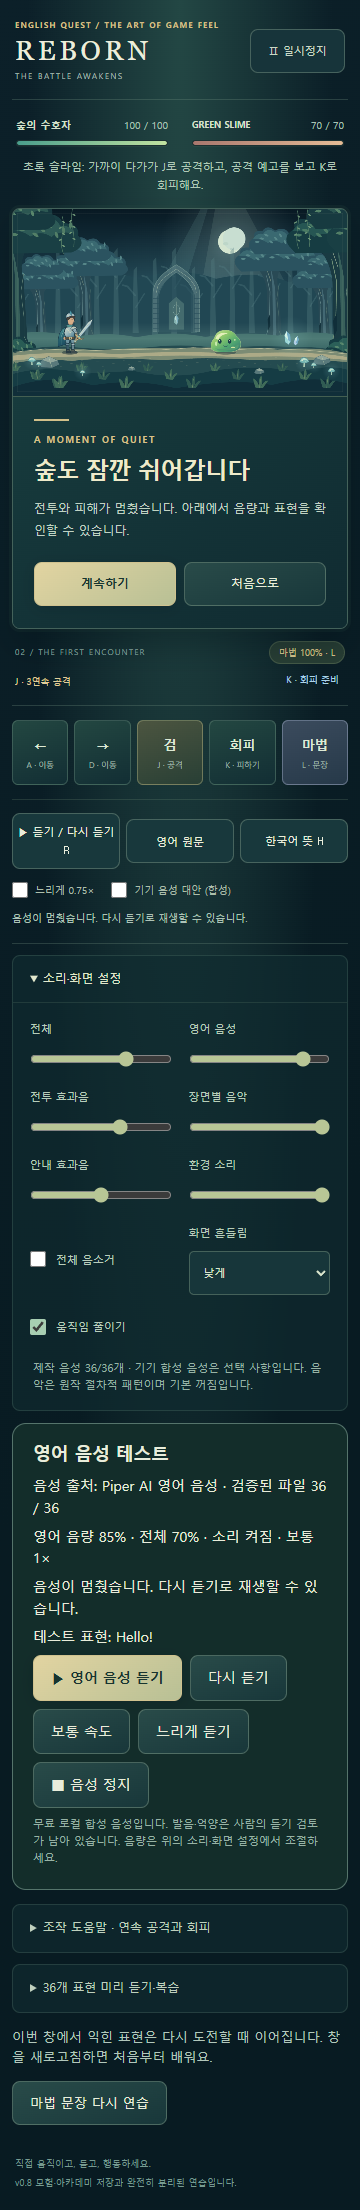 ENGLISH QUEST / THE ART OF GAME FEEL
REBORN
THE BATTLE AWAKENS
II 일시정지
숲의 수호자 100 / 100
GREEN SLIME 70 / 70
초록 슬라임: 가까이 다가가 J로 공격하고, 공격 예고를 보고 K로
회피해요.
A MOMENT OF QUIET
숲도 잠깐 쉬어갑니다
전투와 피해가 멈췄습니다. 아래에서 음량과 표현을 확
인할 수 있습니다.
계속하기
처음으로
02 / THE FIRST ENCOUNTER
마법 100% · L
J · 3연속 공격
K · 회피 준비
←
A · 이동
→
D · 이동
검
J · 공격
회피
K · 피하기
마법
L · 문장
▶ 듣기 / 다시 듣기
R
영어 원문
한국어 뜻 H
느리게 0.75×
기기 음성 대안 (합성)
음성이 멈췄습니다. 다시 듣기로 재생할 수 있습니다.
▼ 소리·화면 설정
전체
영어 음성
전투 효과음
장면별 음악
안내 효과음
환경 소리
전체 음소거
화면 흔들림
낮게
움직임 줄이기
제작 음성 36/36개 · 기기 합성 음성은 선택 사항입니다. 음
악은 원작 절차적 패턴이며 기본 꺼짐입니다.
영어 음성 테스트
음성 출처: Piper AI 영어 음성 · 검증된 파일 36
/ 36
영어 음량 85% · 전체 70% · 소리 켜짐 · 보통
1×
음성이 멈췄습니다. 다시 듣기로 재생할 수 있
습니다.
테스트 표현: Hello!
▶ 영어 음성 듣기
다시 듣기
보통 속도
느리게 듣기
■ 음성 정지
무료 로컬 합성 음성입니다. 발음·억양은 사람의 듣기 검토
가 남아 있습니다. 음량은 위의 소리·화면 설정에서 조절하
세요.
▶ 조작 도움말 · 연속 공격과 회피
▶ 36개 표현 미리 듣기·복습
이번 창에서 익힌 표현은 다시 도전할 때 이어집니다. 창
을 새로고침하면 처음부터 배워요.
마법 문장 다시 연습
직접 움직이고, 듣고, 행동하세요.
v0.8 모험·아카데미 저장과 완전히 분리된 연습입니다.